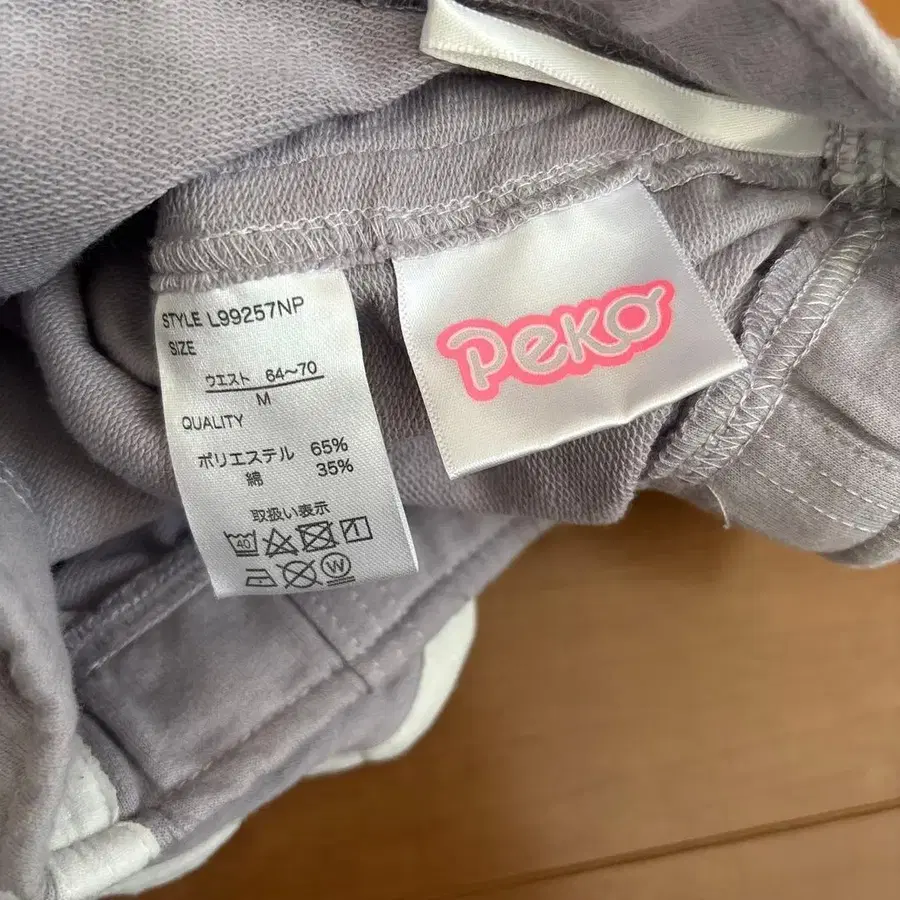 STYLE L99257NP
SIZE
ウエスト 64~70
M
QUALITY
ポリエステル 65%
綿 35%
取扱い表示
40
W
Peko